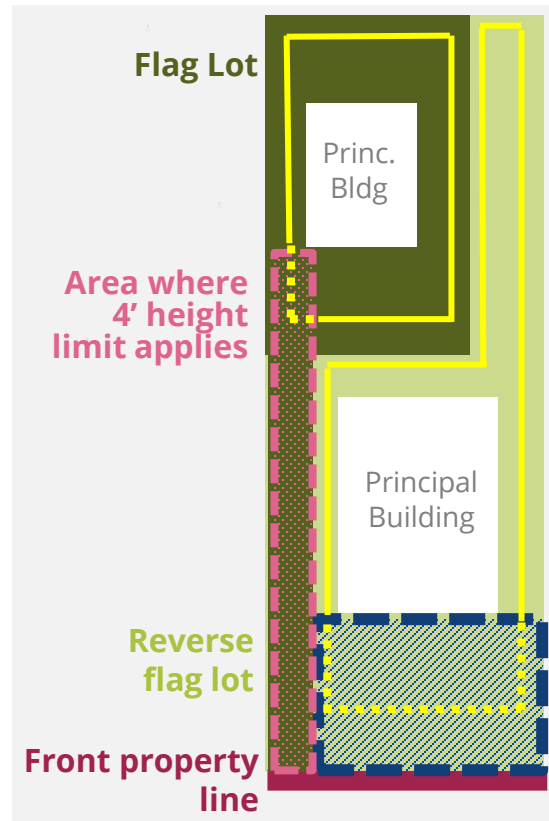 Flag Lot
Princ.
Bldg
Area where
4’ height
limit applies
Principal
Building
Reverse
flag lot
Front property
line